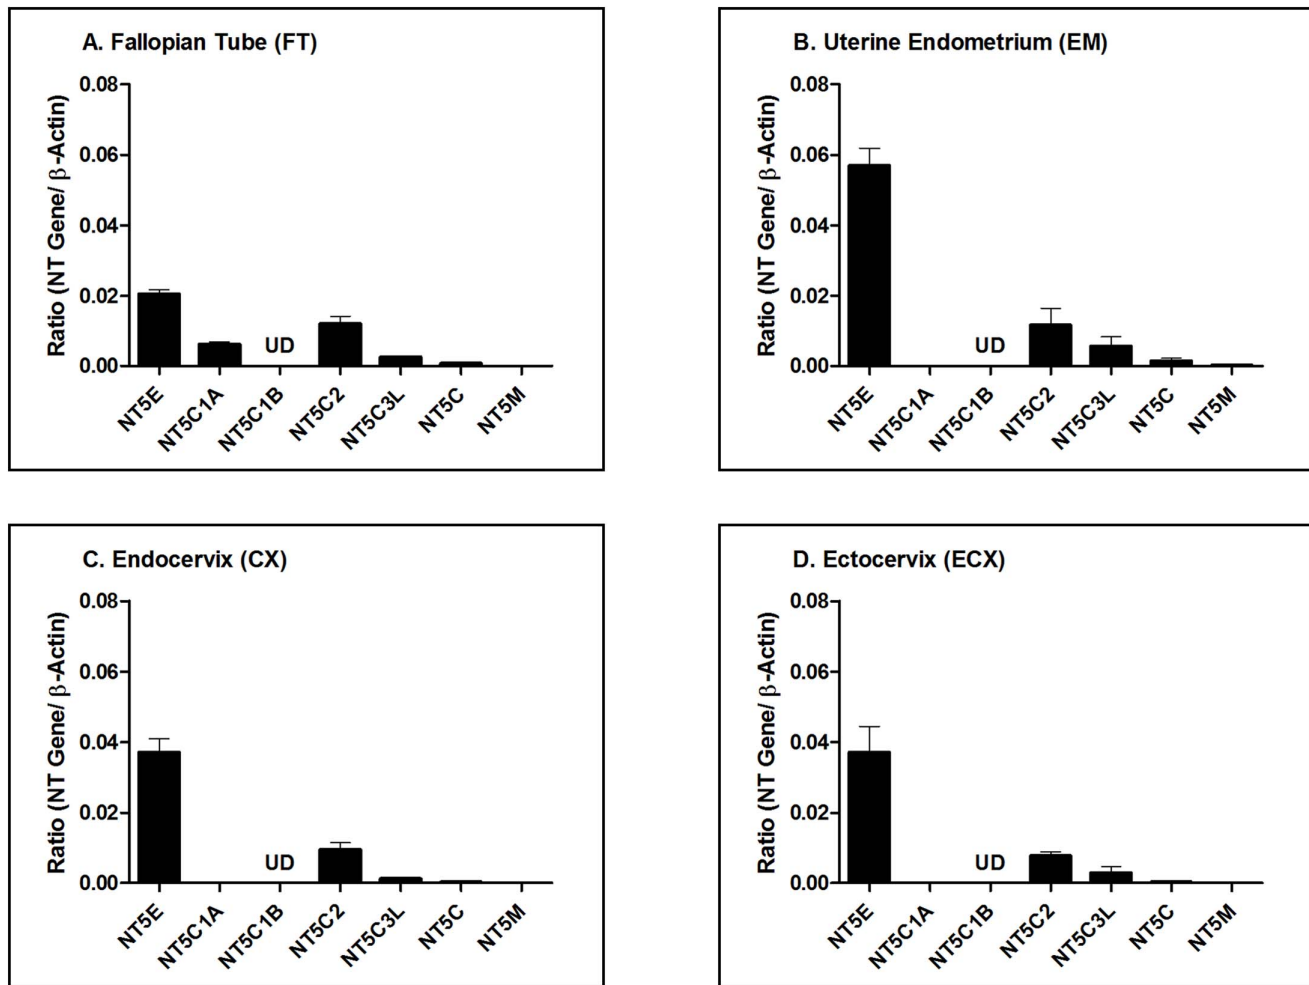 A. Fallopian Tube (FT)
Ratio (NT Gene/ β-Actin)
0.08
0.06
0.04
0.02
0.00
UD
NT5E
NT5C1A
NT5C1B
NT5C2
NT5C3L
NT5C
NT5M
B. Uterine Endometrium (EM)
Ratio (NT Gene/ β-Actin)
0.08
0.06
0.04
0.02
0.00
UD
NT5E
NT5C1A
NT5C1B
NT5C2
NT5C3L
NT5C
NT5M
C. Endocervix (CX)
Ratio (NT Gene/ β-Actin)
0.08
0.06
0.04
0.02
0.00
UD
NT5E
NT5C1A
NT5C1B
NT5C2
NT5C3L
NT5C
NT5M
D. Ectocervix (ECX)
Ratio (NT Gene/ β-Actin)
0.08
0.06
0.04
0.02
0.00
UD
NT5E
NT5C1A
NT5C1B
NT5C2
NT5C3L
NT5C
NT5M